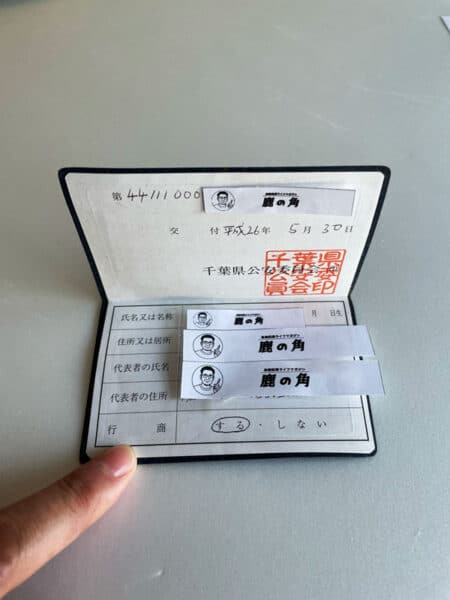 第 44111000 鹿の角
交付 平成26年 5月30日
千葉県公安委員会
千葉県
公安委
員会印
氏名又は名称 鹿の角 月 日生
住所又は居所 鹿の角
代表者の氏名 鹿の角
代表者の住所
行商 する・しない